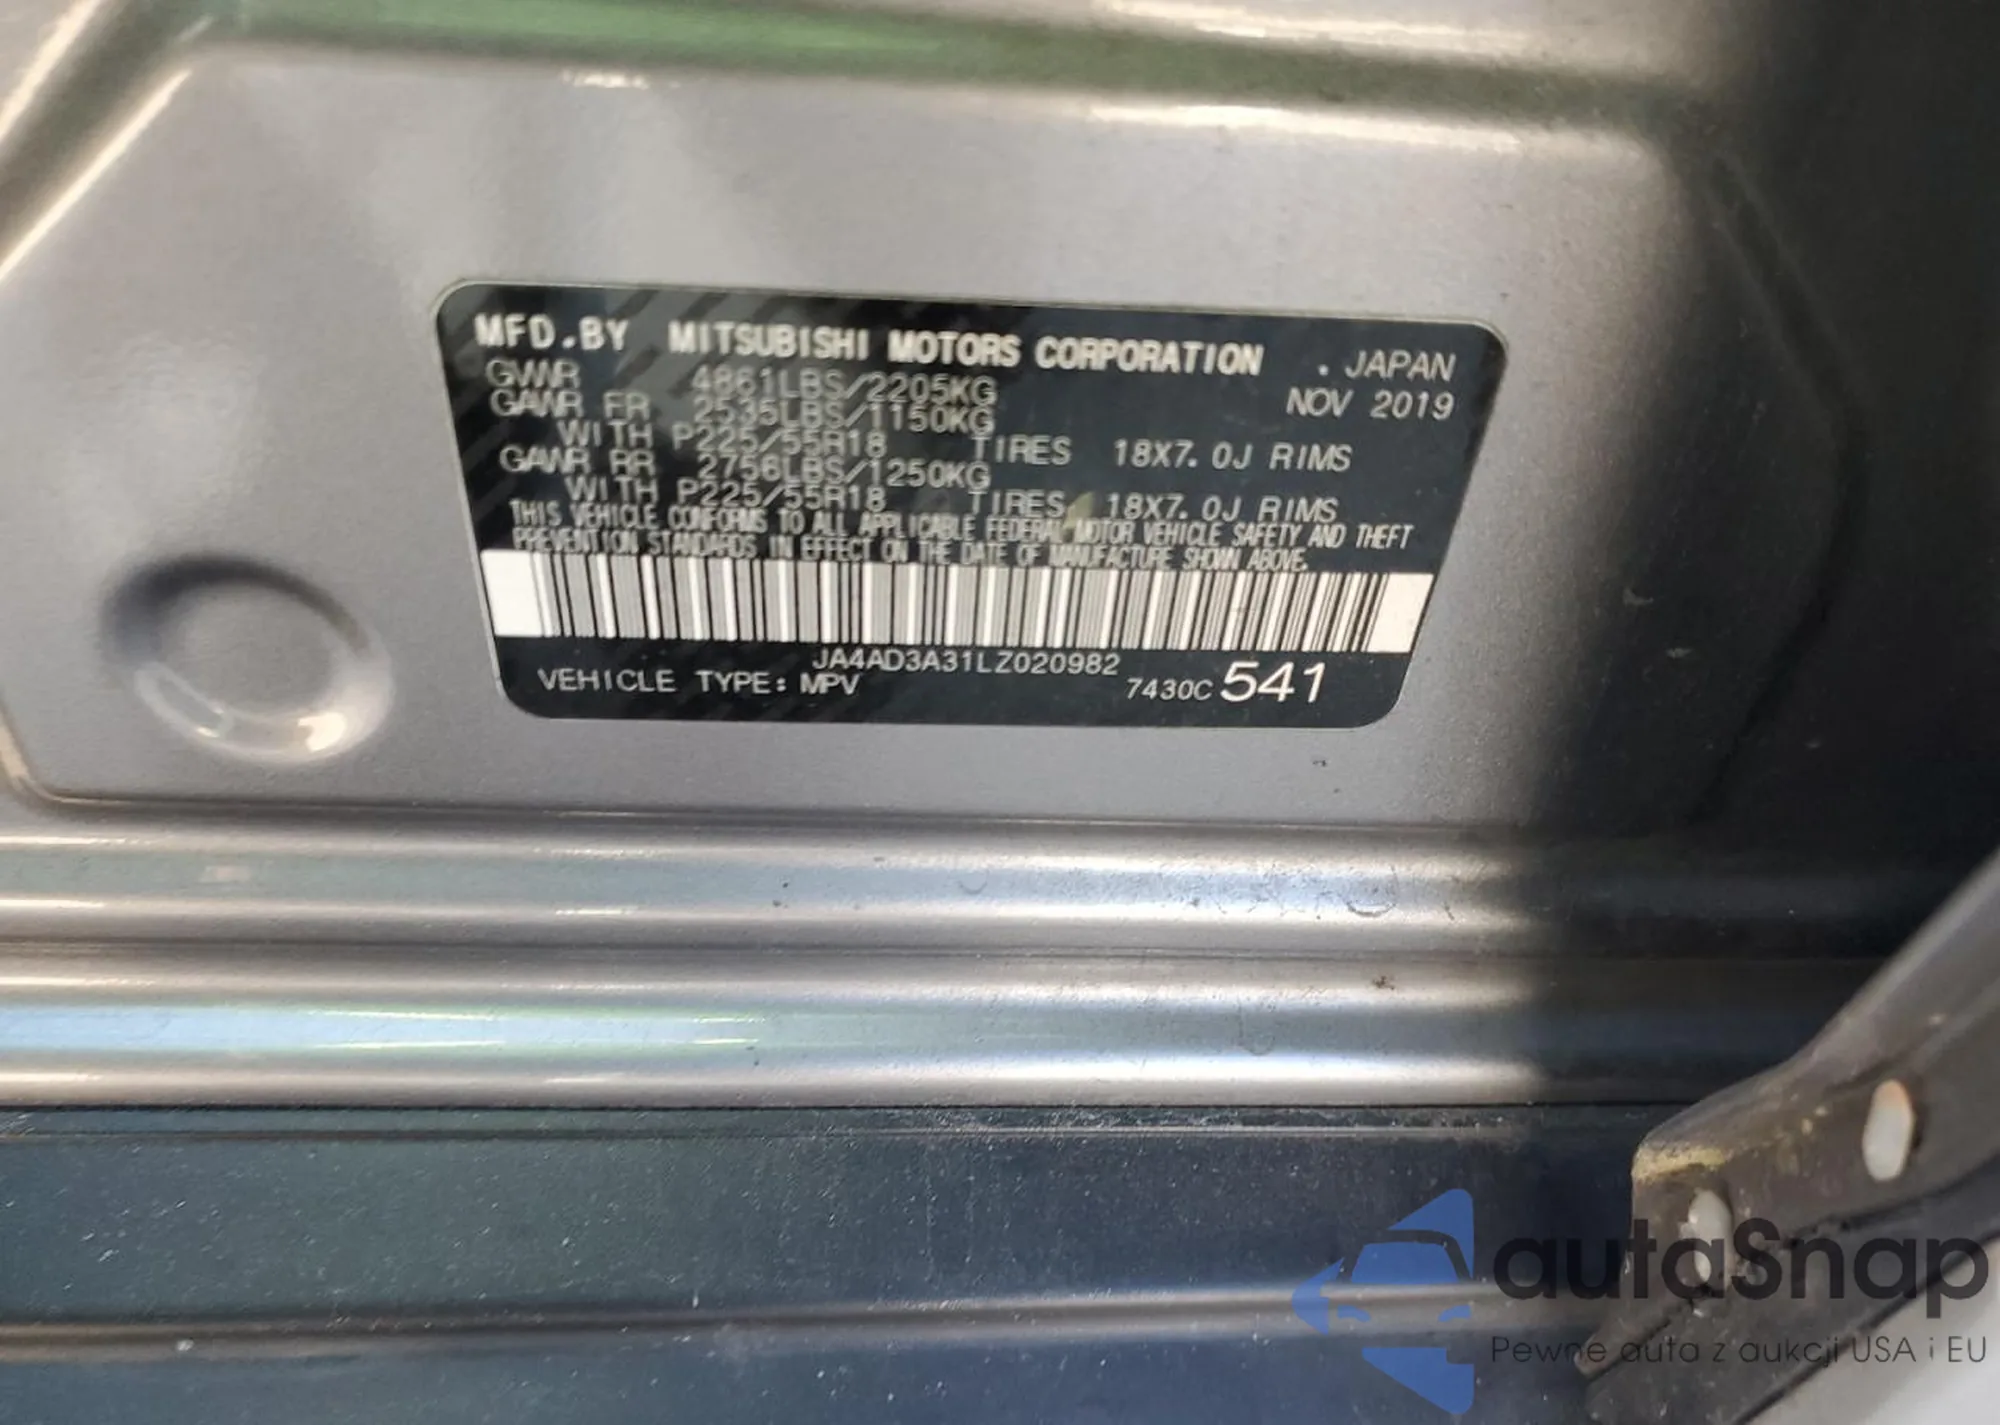 MFD.BY MITSUBISHI MOTORS CORPORATION . JAPAN
GVWR 4861LBS/2205KG NOV 2019
GAWR FR 2535LBS/1150KG
WITH P225/55R18 TIRES 18X7.0J RIMS
GAWR RR 2756LBS/1250KG
WITH P225/55R18 TIRES 18X7.0J RIMS
THIS VEHICLE CONFORMS TO ALL APPLICABLE FEDERAL MOTOR VEHICLE SAFETY AND THEFT
PREVENTION STANDARDS IN EFFECT ON THE DATE OF MANUFACTURE SHOWN ABOVE.
JA4AD3A31LZ020982
VEHICLE TYPE: MPV 7430C 541
autaSnap
Pewne auta z aukcji USA i EU